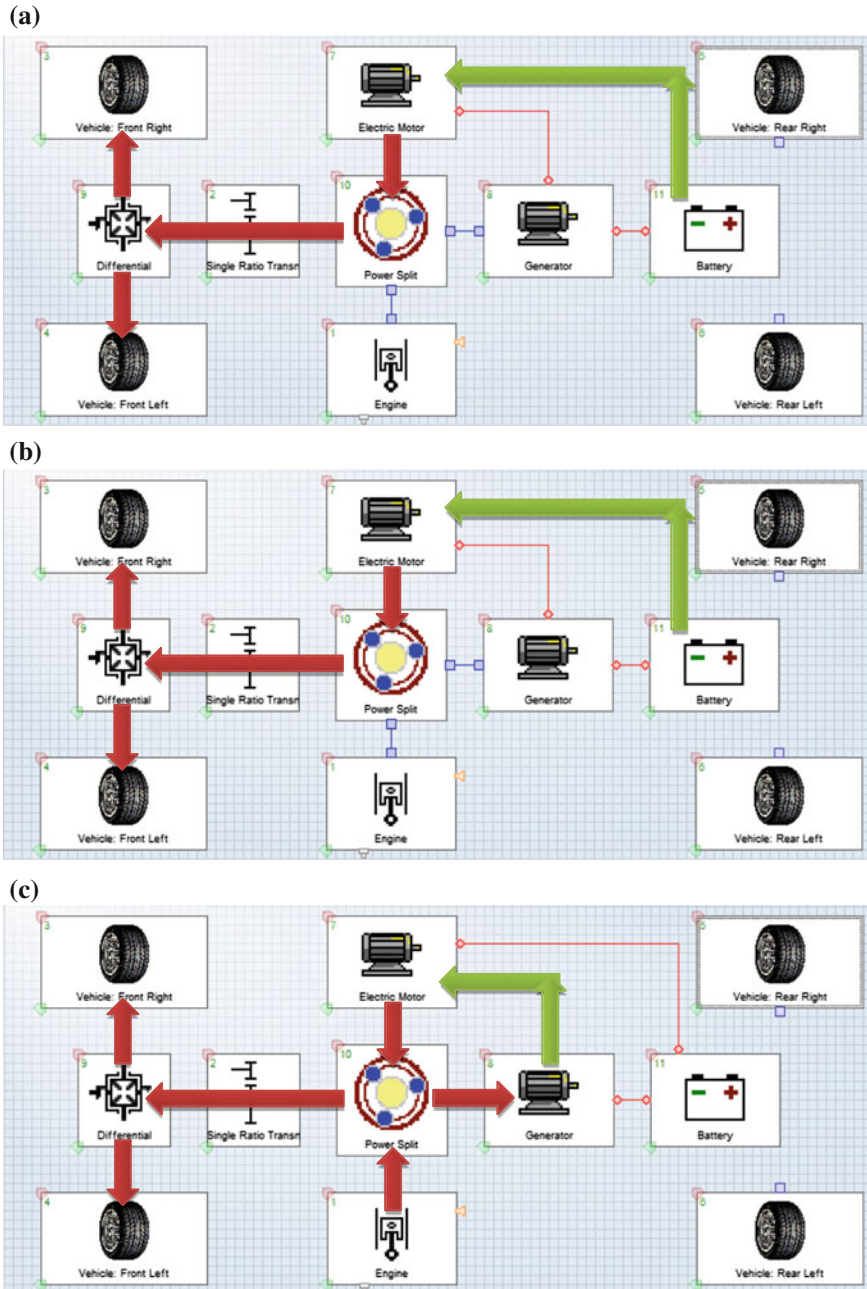 (a)
3
Vehicle: Front Right
7
Electric Motor
5
Vehicle: Rear Right
9
Differential
2
Single Ratio Transn
10
Power Split
8
Generator
11
Battery
4
Vehicle: Front Left
1
Engine
6
Vehicle: Rear Left
(b)
3
Vehicle: Front Right
7
Electric Motor
5
Vehicle: Rear Right
9
Differential
2
Single Ratio Transn
10
Power Split
8
Generator
11
Battery
4
Vehicle: Front Left
1
Engine
6
Vehicle: Rear Left
(c)
3
Vehicle: Front Right
7
Electric Motor
5
Vehicle: Rear Right
9
Differential
2
Single Ratio Transn
10
Power Split
8
Generator
11
Battery
4
Vehicle: Front Left
1
Engine
6
Vehicle: Rear Left